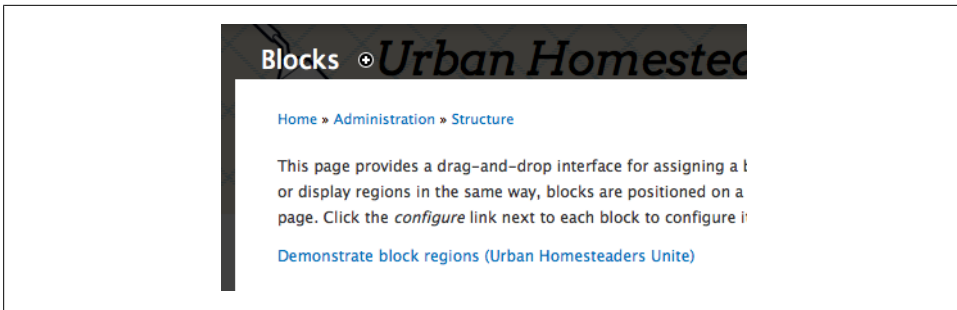 Blocks Urban Homestea
Home » Administration » Structure
This page provides a drag-and-drop interface for assigning a
or display regions in the same way, blocks are positioned on a
page. Click the configure link next to each block to configure
Demonstrate block regions (Urban Homesteaders Unite)